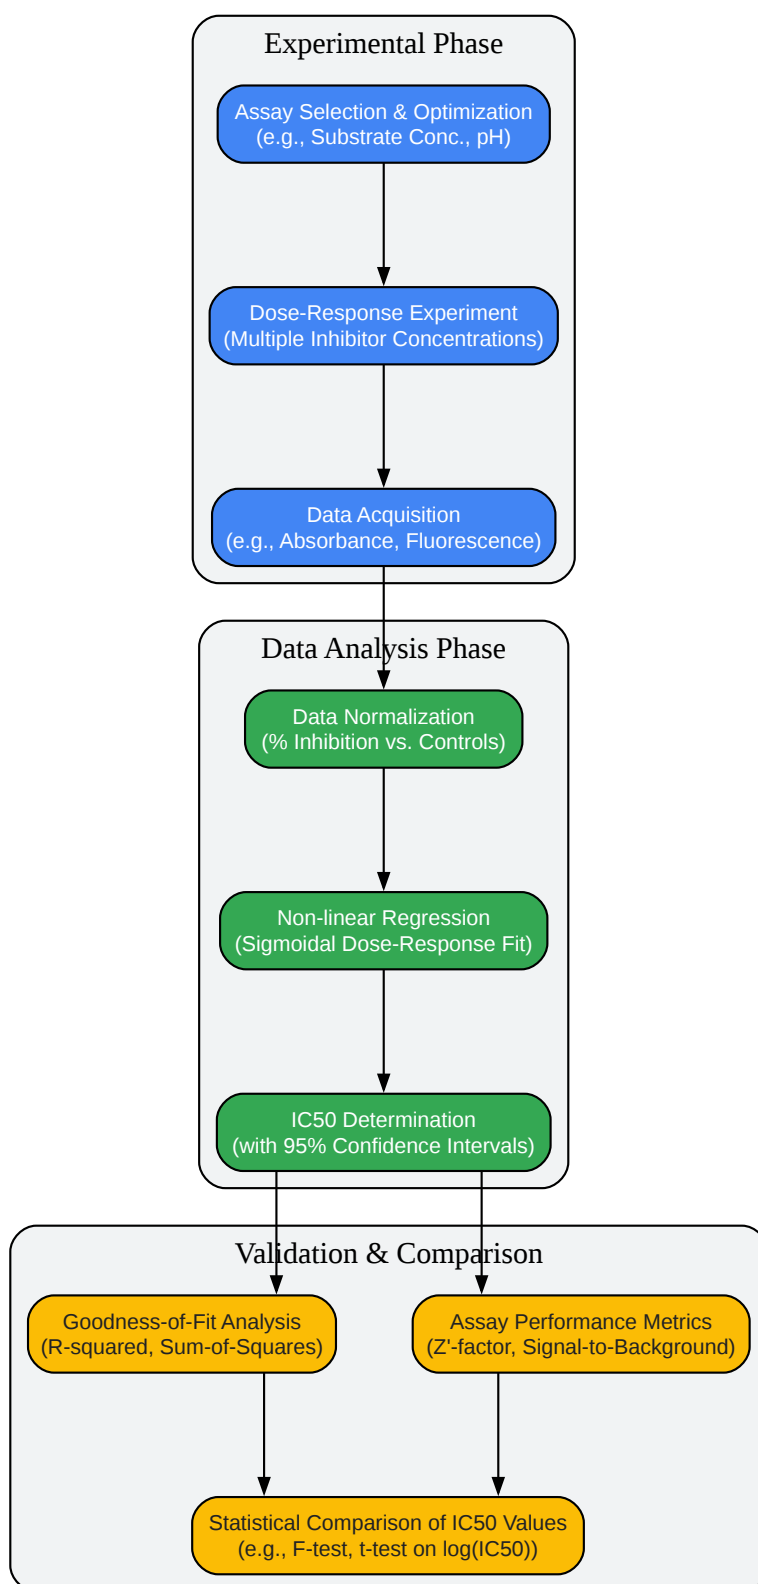 Experimental Phase
Assay Selection & Optimization
(e.g., Substrate Conc., pH)
Dose-Response Experiment
(Multiple Inhibitor Concentrations)
Data Acquisition
(e.g., Absorbance, Fluorescence)
Data Analysis Phase
Data Normalization
(% Inhibition vs. Controls)
Non-linear Regression
(Sigmoidal Dose-Response Fit)
IC50 Determination
(with 95% Confidence Intervals)
Validation & Comparison
Goodness-of-Fit Analysis
(R-squared, Sum-of-Squares)
Assay Performance Metrics
(Z'-factor, Signal-to-Background)
Statistical Comparison of IC50 Values
(e.g., F-test, t-test on log(IC50))